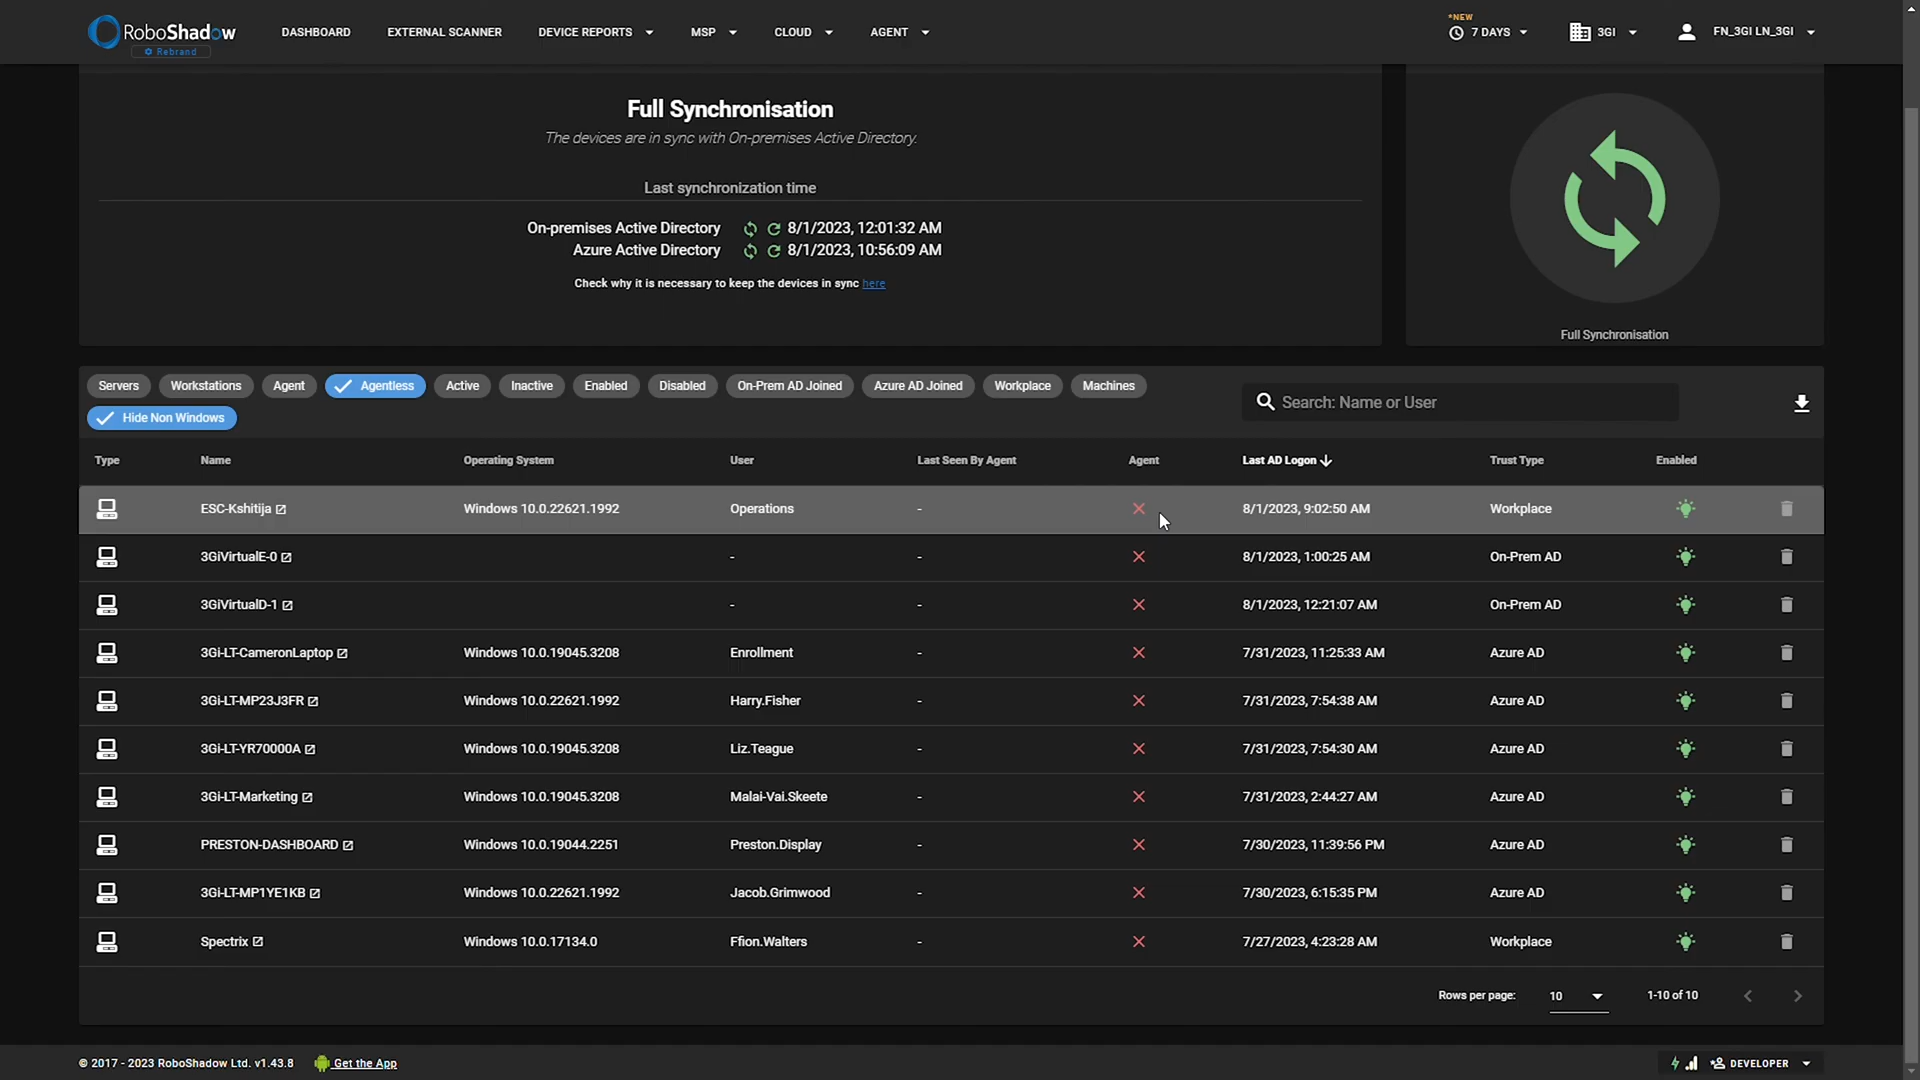 RoboShadow
Rebrand
DASHBOARD
EXTERNAL SCANNER
DEVICE REPORTS
MSP
CLOUD
AGENT
*NEW
7 DAYS
3GI
FN_3GI LN_3GI
Full Synchronisation
The devices are in sync with On-premises Active Directory.
Last synchronization time
On-premises Active Directory 8/1/2023, 12:01:32 AM
Azure Active Directory 8/1/2023, 10:56:09 AM
Check why it is necessary to keep the devices in sync here
Full Synchronisation
Servers Workstations Agent Agentless Active Inactive Enabled Disabled On-Prem AD Joined Azure AD Joined Workplace Machines
Hide Non Windows
Search: Name or User
Type Name Operating System User Last Seen By Agent Agent Last AD Logon Trust Type Enabled
ESC-Kshitija Windows 10.0.22621.1992 Operations - 8/1/2023, 9:02:50 AM Workplace
3GiVirtualE-0 - - 8/1/2023, 1:00:25 AM On-Prem AD
3GiVirtualD-1 - - 8/1/2023, 12:21:07 AM On-Prem AD
3Gi-LT-CameronLaptop Windows 10.0.19045.3208 Enrollment - 7/31/2023, 11:25:33 AM Azure AD
3Gi-LT-MP23J3FR Windows 10.0.22621.1992 Harry.Fisher - 7/31/2023, 7:54:38 AM Azure AD
3Gi-LT-YR70000A Windows 10.0.19045.3208 Liz.Teague - 7/31/2023, 7:54:30 AM Azure AD
3Gi-LT-Marketing Windows 10.0.19045.3208 Malai-Vai.Skeete - 7/31/2023, 2:44:27 AM Azure AD
PRESTON-DASHBOARD Windows 10.0.19044.2251 Preston.Display - 7/30/2023, 11:39:56 PM Azure AD
3Gi-LT-MP1YE1KB Windows 10.0.22621.1992 Jacob.Grimwood - 7/30/2023, 6:15:35 PM Azure AD
Spectrix Windows 10.0.17134.0 Ffion.Walters - 7/27/2023, 4:23:28 AM Workplace
Rows per page: 10 1-10 of 10
© 2017 - 2023 RoboShadow Ltd. v1.43.8 Get the App
DEVELOPER